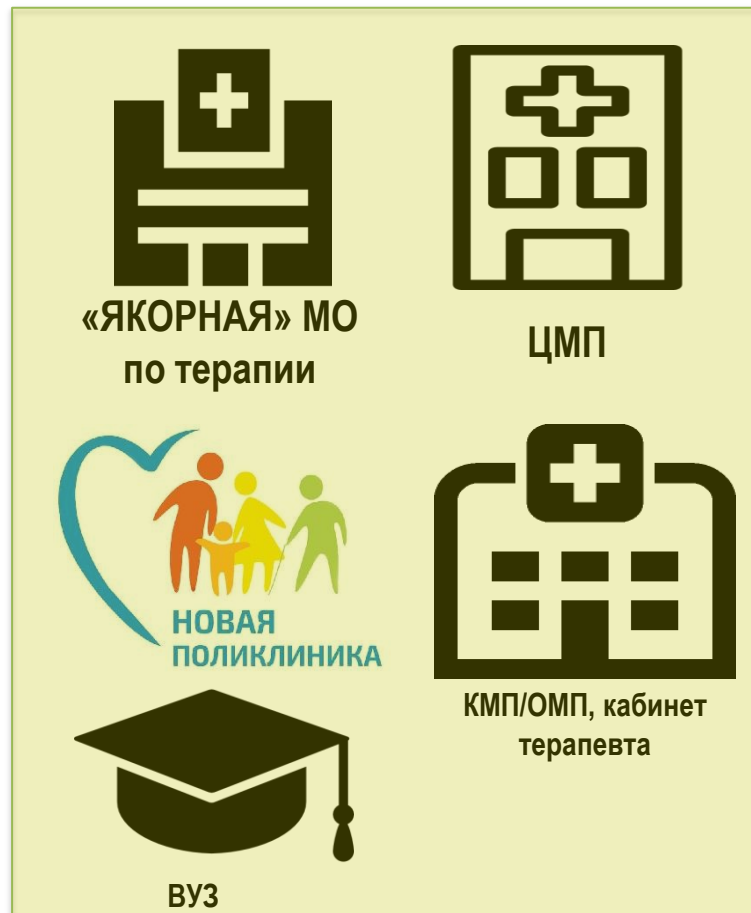 «ЯКОРНАЯ» МО
по терапии
ЦМП
НОВАЯ
ПОЛИКЛИНИКА
КМП/ОМП, кабинет
терапевта
ВУЗ